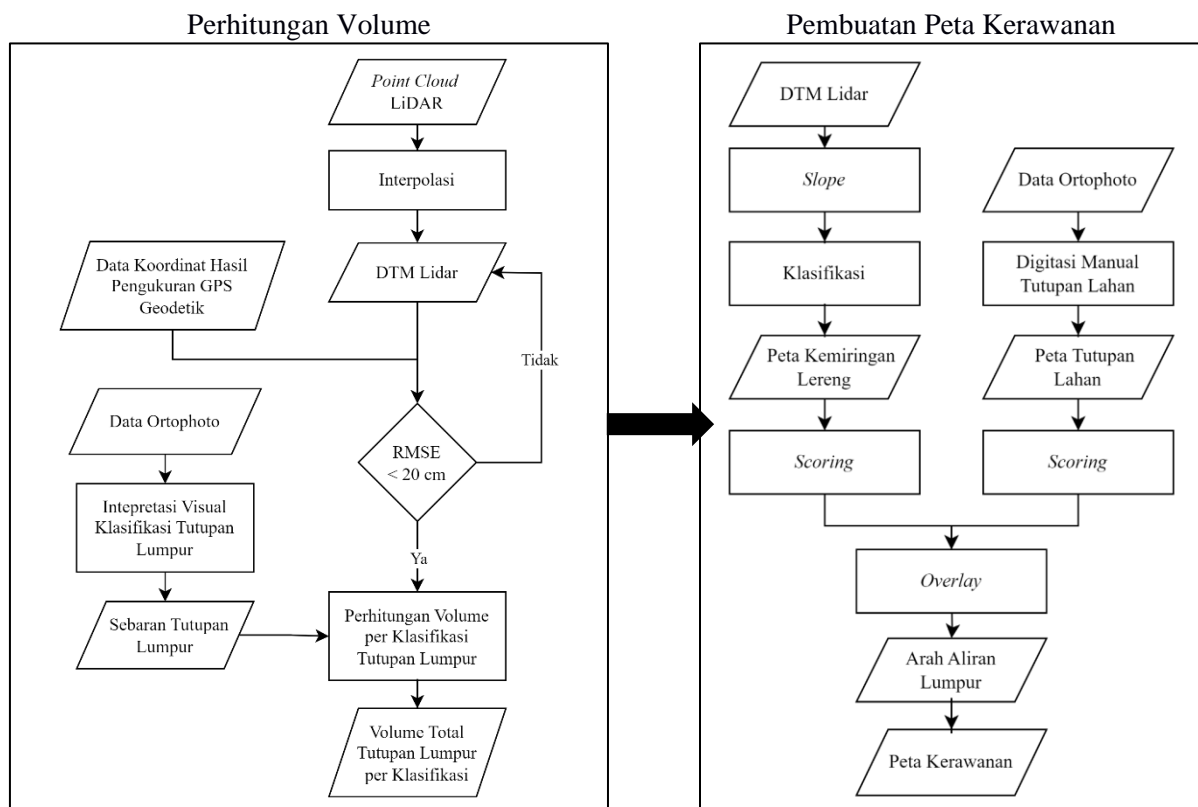 Perhitungan Volume
Point Cloud
LiDAR
Interpolasi
Data Koordinat Hasil
Pengukuran GPS
Geodetik
DTM Lidar
Tidak
Data Ortophoto
RMSE
< 20 cm
Intepretasi Visual
Klasifikasi Tutupan
Lumpur
Ya
Sebaran Tutupan
Lumpur
Perhitungan Volume
per Klasifikasi
Tutupan Lumpur
Volume Total
Tutupan Lumpur
per Klasifikasi
Pembuatan Peta Kerawanan
DTM Lidar
Slope
Data Ortophoto
Klasifikasi
Digitasi Manual
Tutupan Lahan
Peta Kemiringan
Lereng
Peta Tutupan
Lahan
Scoring
Scoring
Overlay
Arah Aliran
Lumpur
Peta Kerawanan